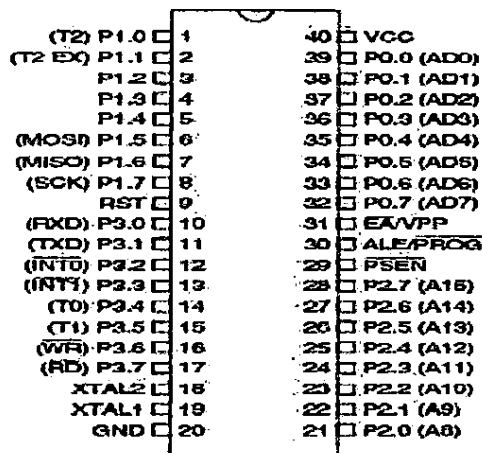 (T2) P1.0 1 40 VCC
(T2 EX) P1.1 2 39 P0.0 (AD0)
P1.2 3 38 P0.1 (AD1)
P1.3 4 37 P0.2 (AD2)
P1.4 5 36 P0.3 (AD3)
(MOSI) P1.5 6 35 P0.4 (AD4)
(MISO) P1.6 7 34 P0.5 (AD5)
(SCK) P1.7 8 33 P0.6 (AD6)
RST 9 32 P0.7 (AD7)
(RXD) P3.0 10 31 E̅A̅/VPP
(TXD) P3.1 11 30 ALE/P̅R̅O̅G̅
(I̅N̅T̅0̅) P3.2 12 29 P̅S̅E̅N̅
(I̅N̅T̅1̅) P3.3 13 28 P2.7 (A15)
(T0) P3.4 14 27 P2.6 (A14)
(T1) P3.5 15 26 P2.5 (A13)
(W̅R̅) P3.6 16 25 P2.4 (A12)
(R̅D̅) P3.7 17 24 P2.3 (A11)
XTAL2 18 23 P2.2 (A10)
XTAL1 19 22 P2.1 (A9)
GND 20 21 P2.0 (A8)